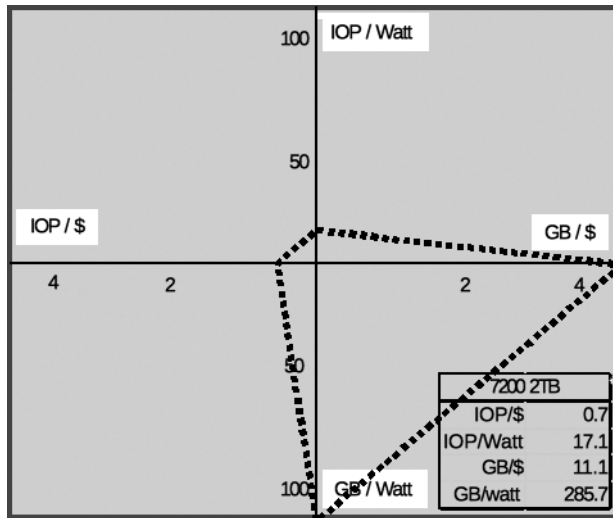 100
IOP / Watt
50
IOP / $
GB / $
4
2
2
4
50
7200 2TB
IOP/$ 0.7
IOP/Watt 17.1
GB/$ 11.1
GB/watt 285.7
100
GB / Watt